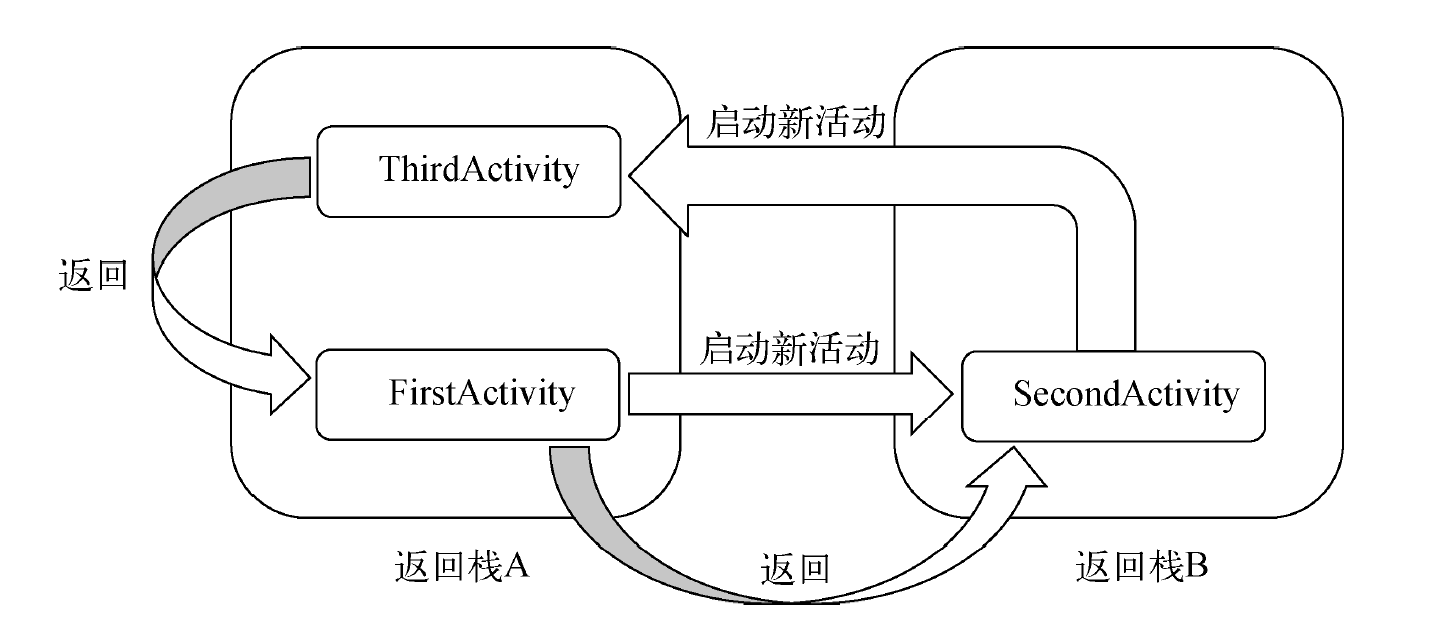 启动新活动
ThirdActivity
返回
启动新活动
FirstActivity
SecondActivity
返回栈A
返回
返回栈B